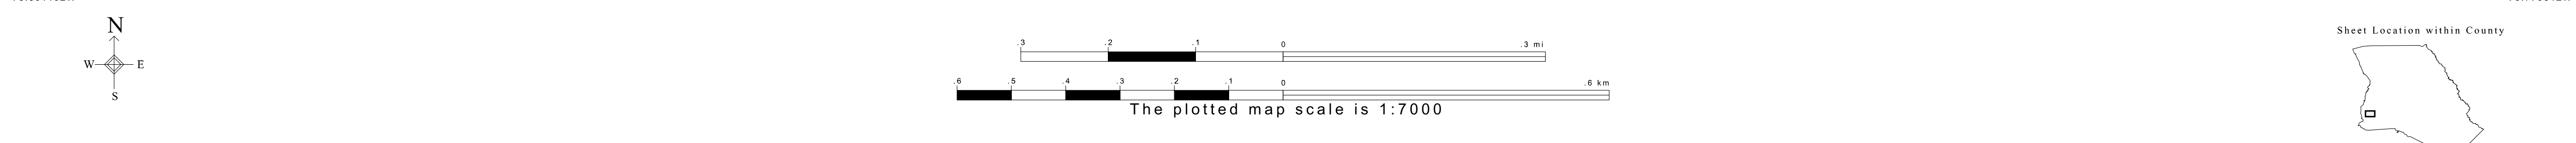 N
W E
S
.3 .2 .1 0 .3 mi
.6 .5 .4 .3 .2 .1 0 .6 km
The plotted map scale is 1:7000
Sheet Location within County